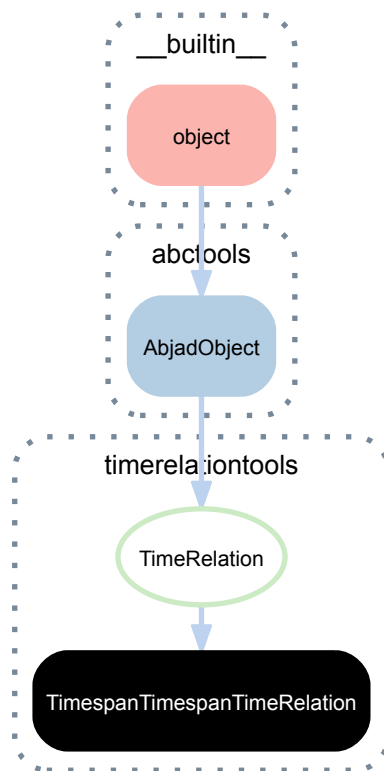 __builtin__
object
abctools
AbjadObject
timerelationtools
TimeRelation
TimespanTimespanTimeRelation